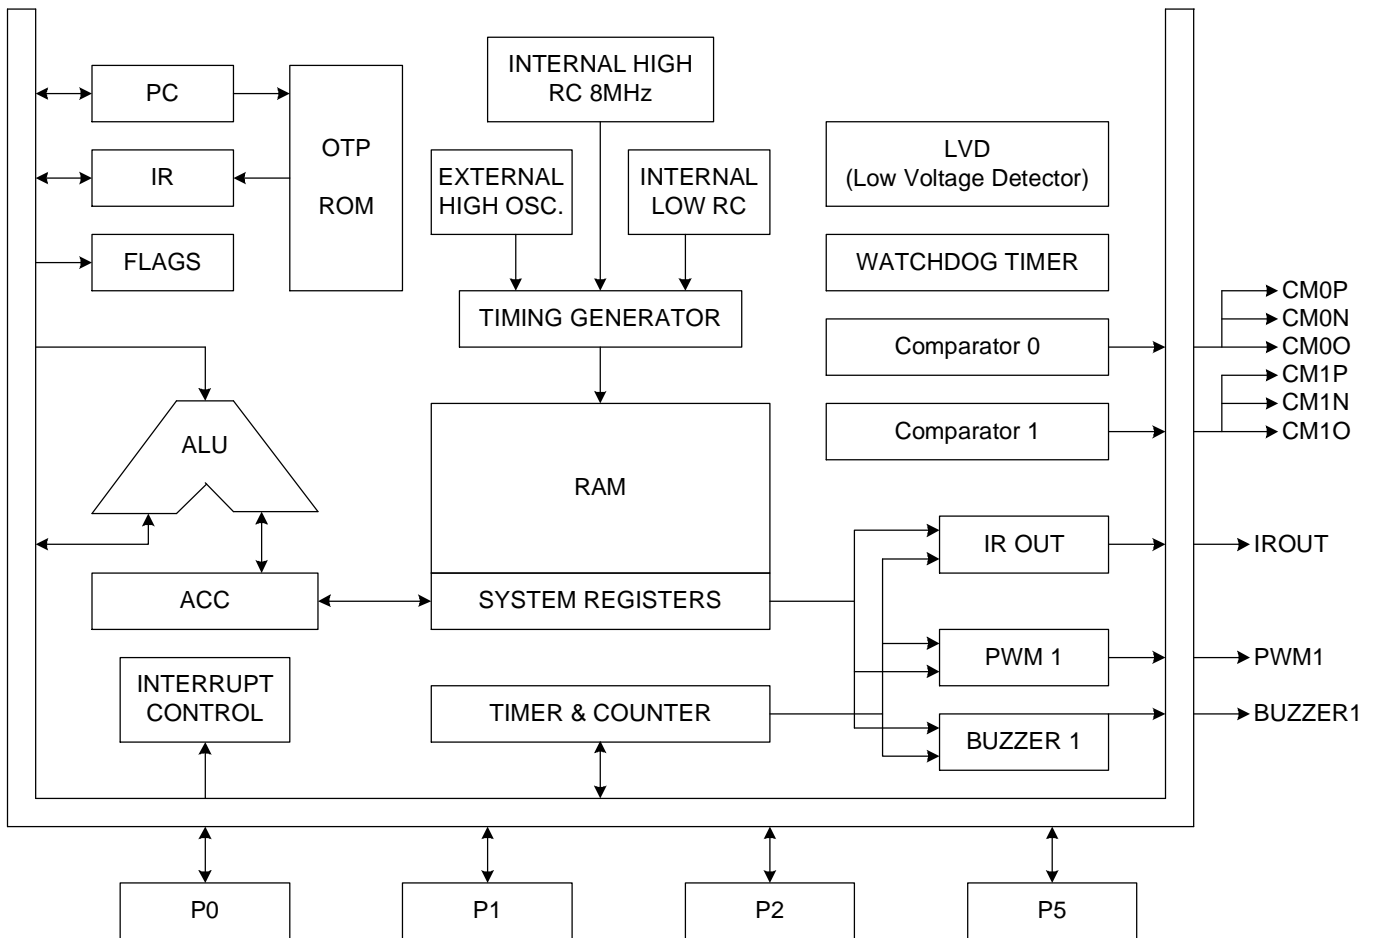 INTERNAL HIGH
RC 8MHz
PC
OTP
ROM
LVD
(Low Voltage Detector)
IR
EXTERNAL
HIGH OSC.
INTERNAL
LOW RC
FLAGS
WATCHDOG TIMER
TIMING GENERATOR
CM0P
CM0N
Comparator 0
CM0O
CM1P
CM1N
Comparator 1
CM1O
ALU
RAM
IR OUT
IROUT
ACC
SYSTEM REGISTERS
PWM 1
PWM1
INTERRUPT
CONTROL
TIMER & COUNTER
BUZZER1
BUZZER 1
P0
P1
P2
P5